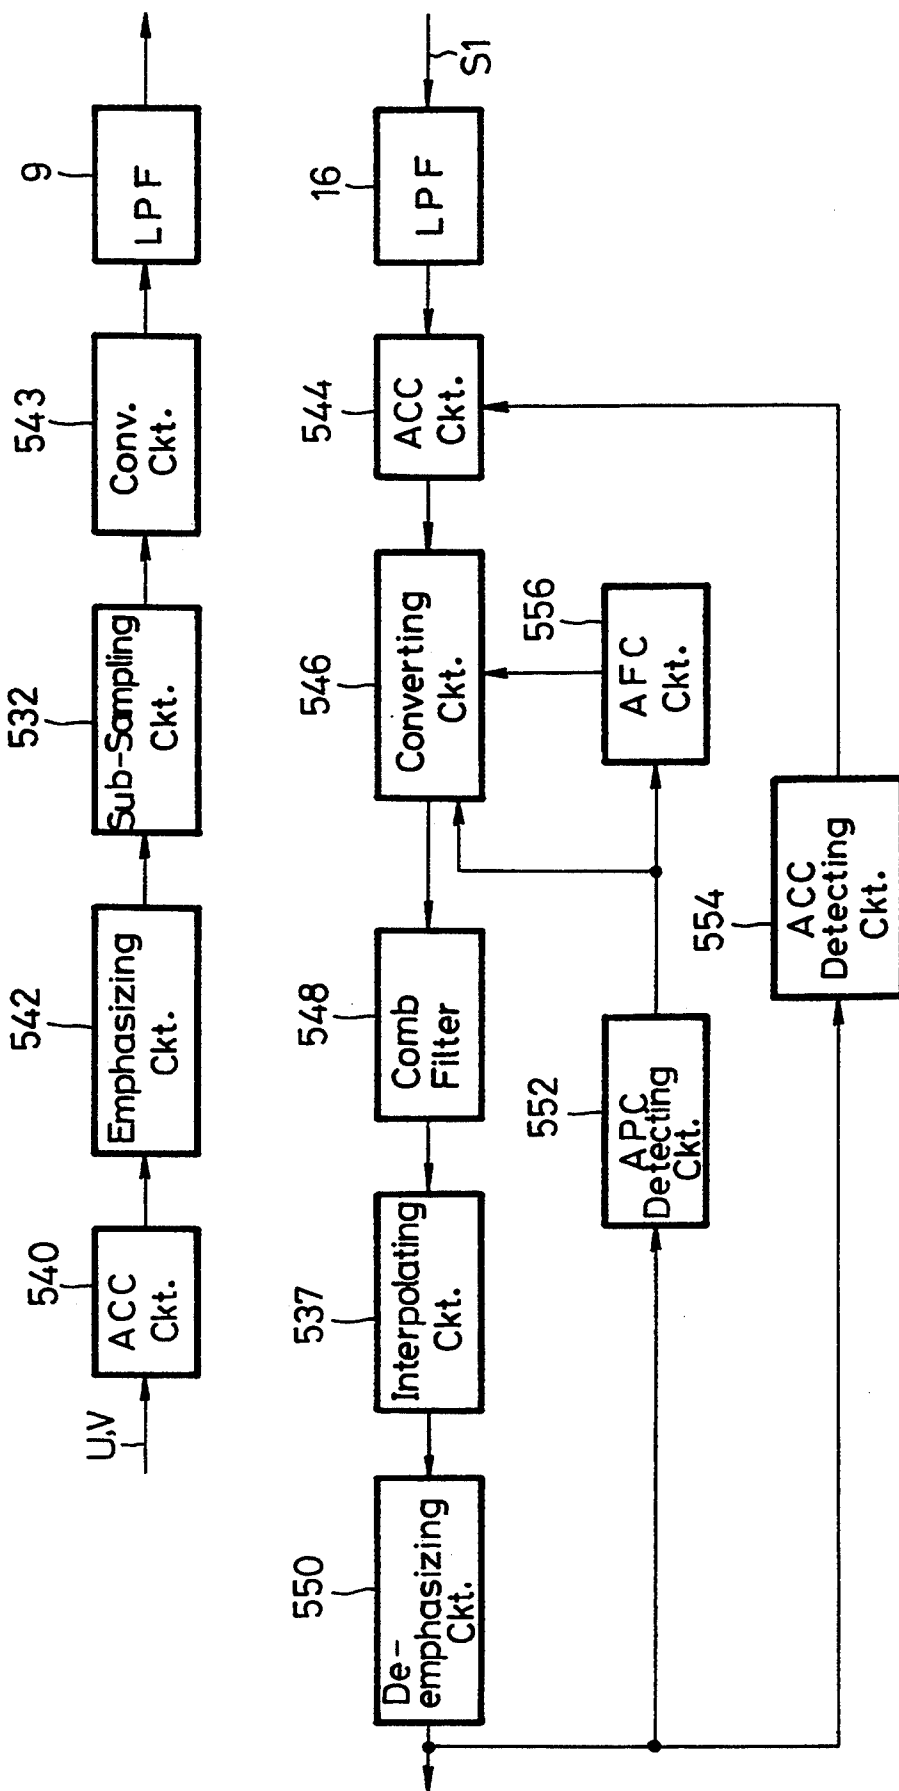 540
542
532
543
9
U,V
ACC
Ckt.
Emphasizing
Ckt.
Sub-Sampling
Ckt.
Conv.
Ckt.
LPF
550
537
548
546
544
16
De-
emphasizing
Ckt.
Interpolating
Ckt.
Comb
Filter
Converting
Ckt.
ACC
Ckt.
LPF
S1
552
556
APC
Detecting
Ckt.
AFC
Ckt.
554
ACC
Detecting
Ckt.